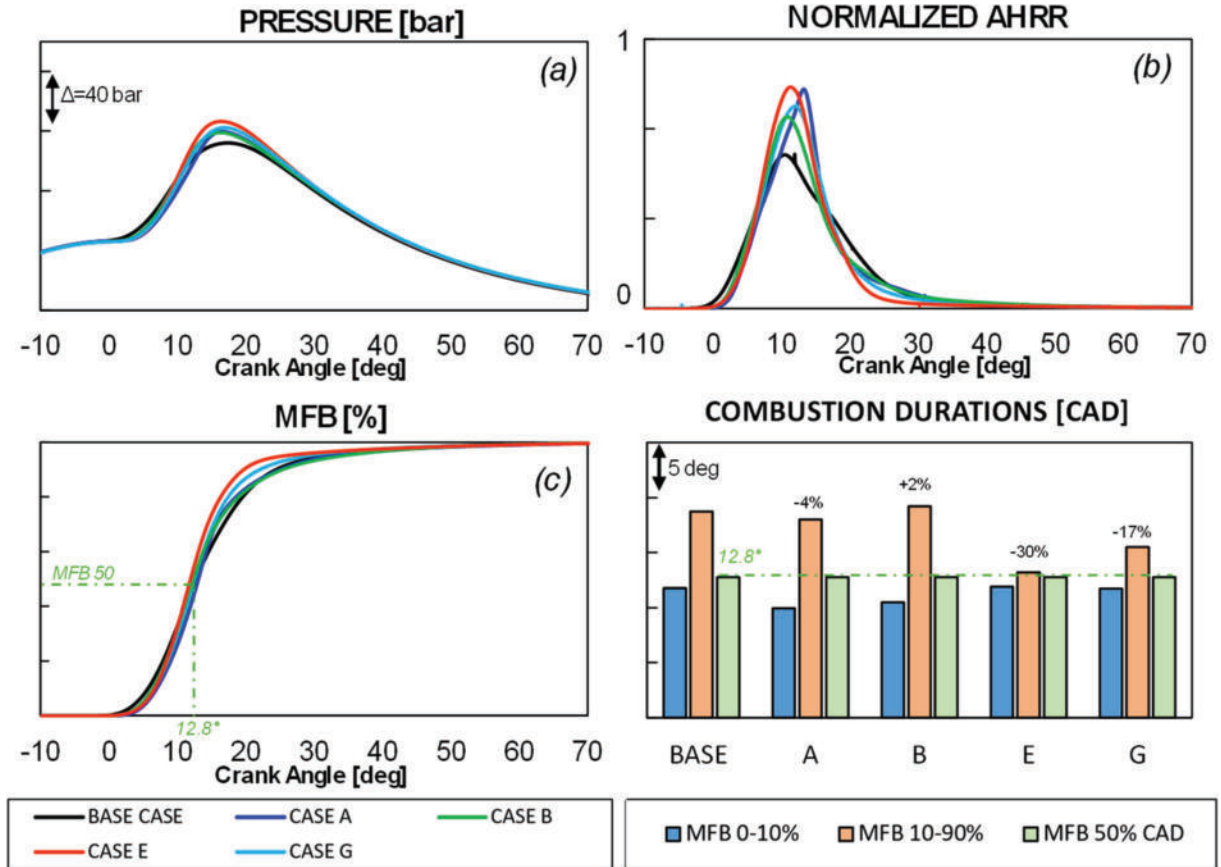 PRESSURE [bar]
(a)
Δ=40 bar
-10 0 10 20 30 40 50 60 70
Crank Angle [deg]
NORMALIZED AHRR
1
(b)
0
-10 0 10 20 30 40 50 60 70
Crank Angle [deg]
MFB [%]
(c)
MFB 50
12.8°
-10 0 10 20 30 40 50 60 70
Crank Angle [deg]
COMBUSTION DURATIONS [CAD]
5 deg
-4% +2% -30% -17%
12.8°
BASE A B E G
BASE CASE CASE A CASE B
CASE E CASE G
MFB 0-10% MFB 10-90% MFB 50% CAD